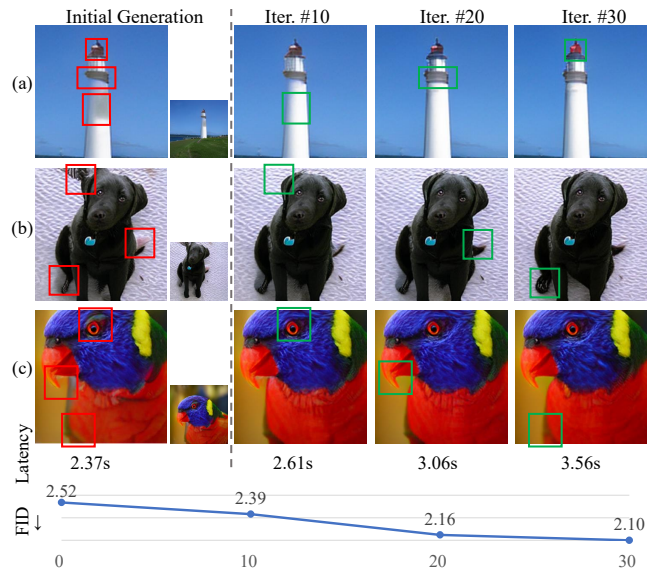 Initial Generation Iter. #10 Iter. #20 Iter. #30
(a)
(b)
(c)
Latency 2.37s 2.61s 3.06s 3.56s
2.52 2.39 2.16 2.10
FID ↓
0 10 20 30